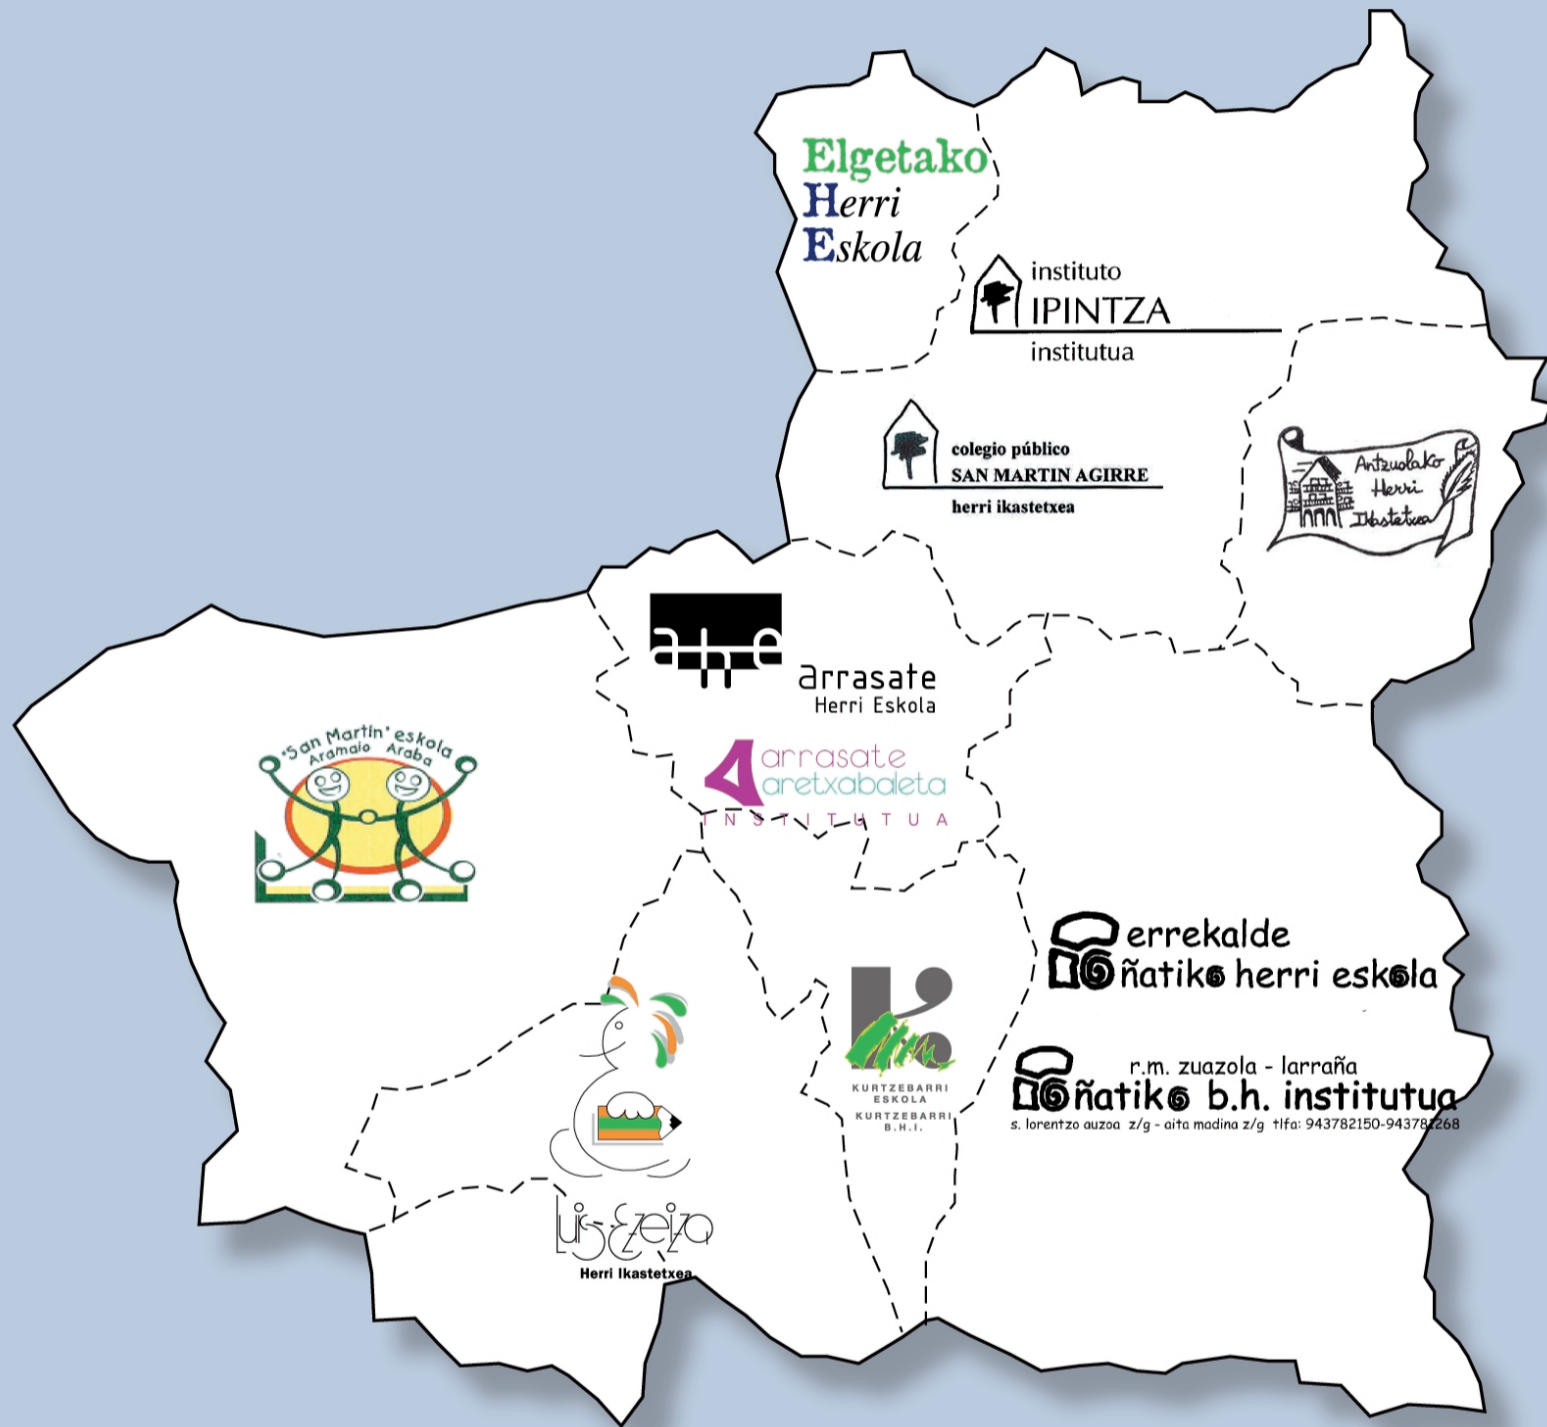 Elgetako
Herri
Eskola
instituto
IPINTZA
institutua
colegio público
SAN MARTIN AGIRRE
herri ikastetxea
Antzuolako
Herri
Ikastetxea
ahe
arrasate
Herri Eskola
arrasate
aretxabaleta
INSTITUTUA
"San Martin" eskola
Aramaio Araba
errekalde
oñatiko herri eskola
KURTZEBARRI
ESKOLA
KURTZEBARRI
B.H.I.
r.m. zuazola - larraña
oñatiko b.h. institutua
s. lorentzo auzoa z/g - aita madina z/g tlfa: 943782150-943781268
Luis Ezeiza
Herri Ikastetxea